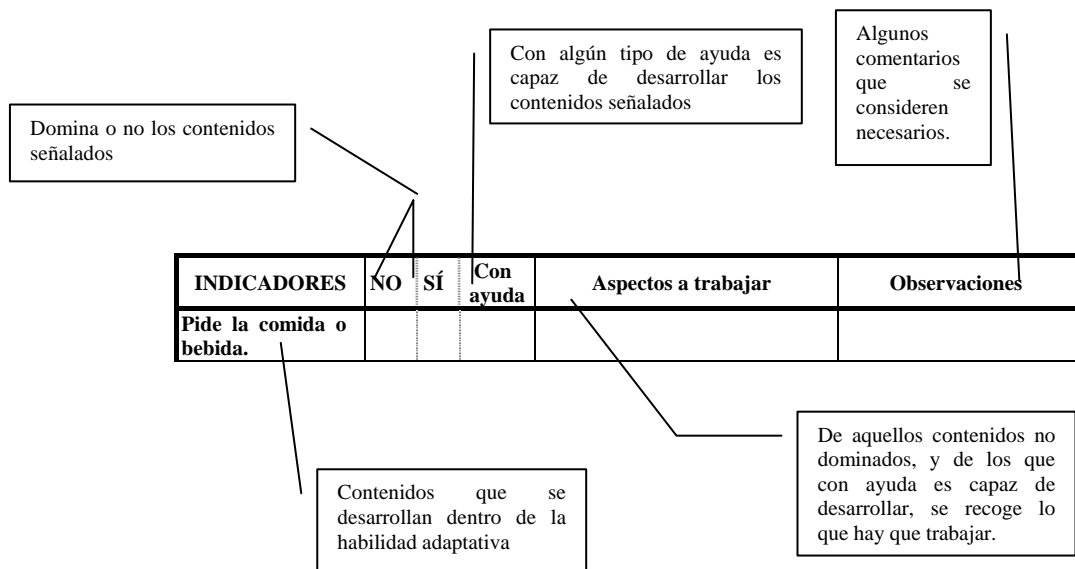 Con algún tipo de ayuda es
capaz de desarrollar los
contenidos señalados
Algunos
comentarios
que se
consideren
necesarios.
Domina o no los contenidos
señalados
INDICADORES NO SÍ Con ayuda Aspectos a trabajar Observaciones
Pide la comida o
bebida.
De aquellos contenidos no
dominados, y de los que
con ayuda es capaz de
desarrollar, se recoge lo
que hay que trabajar.
Contenidos que se
desarrollan dentro de la
habilidad adaptativa